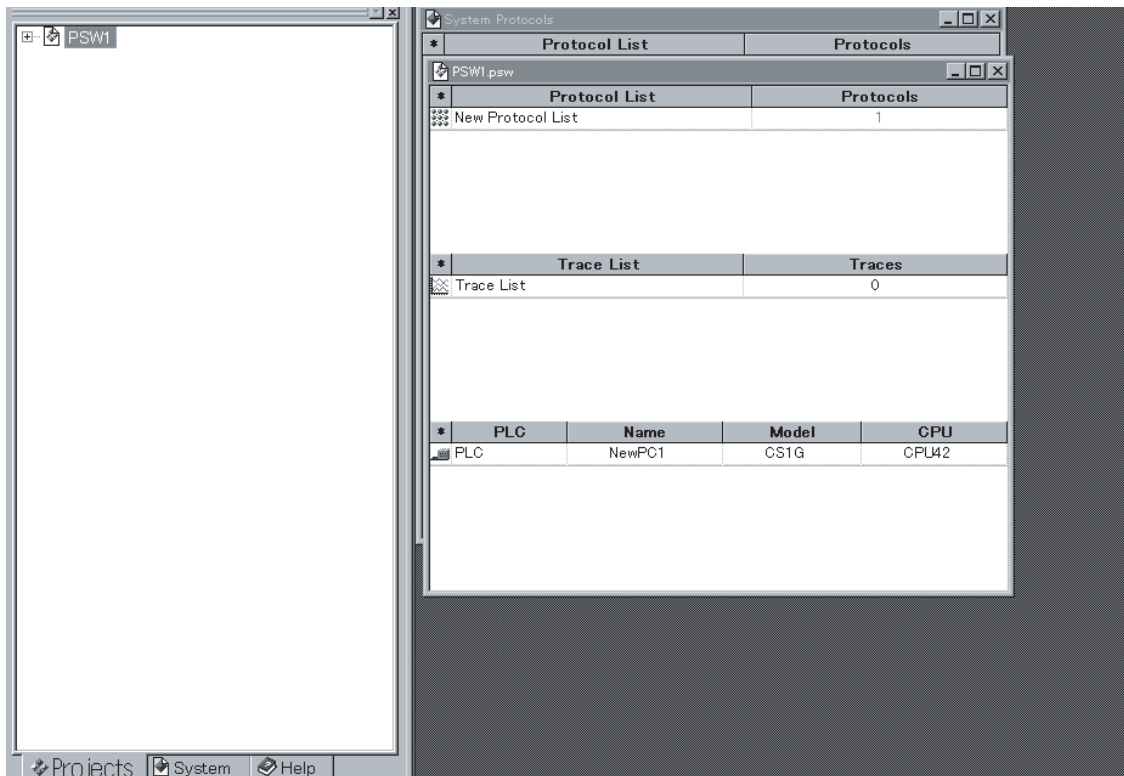 PSW1
System Protocols
* Protocol List Protocols
PSW1.psw
* Protocol List Protocols
New Protocol List 1
* Trace List Traces
Trace List 0
* PLC Name Model CPU
PLC NewPC1 CS1G CPU42
Projects System Help